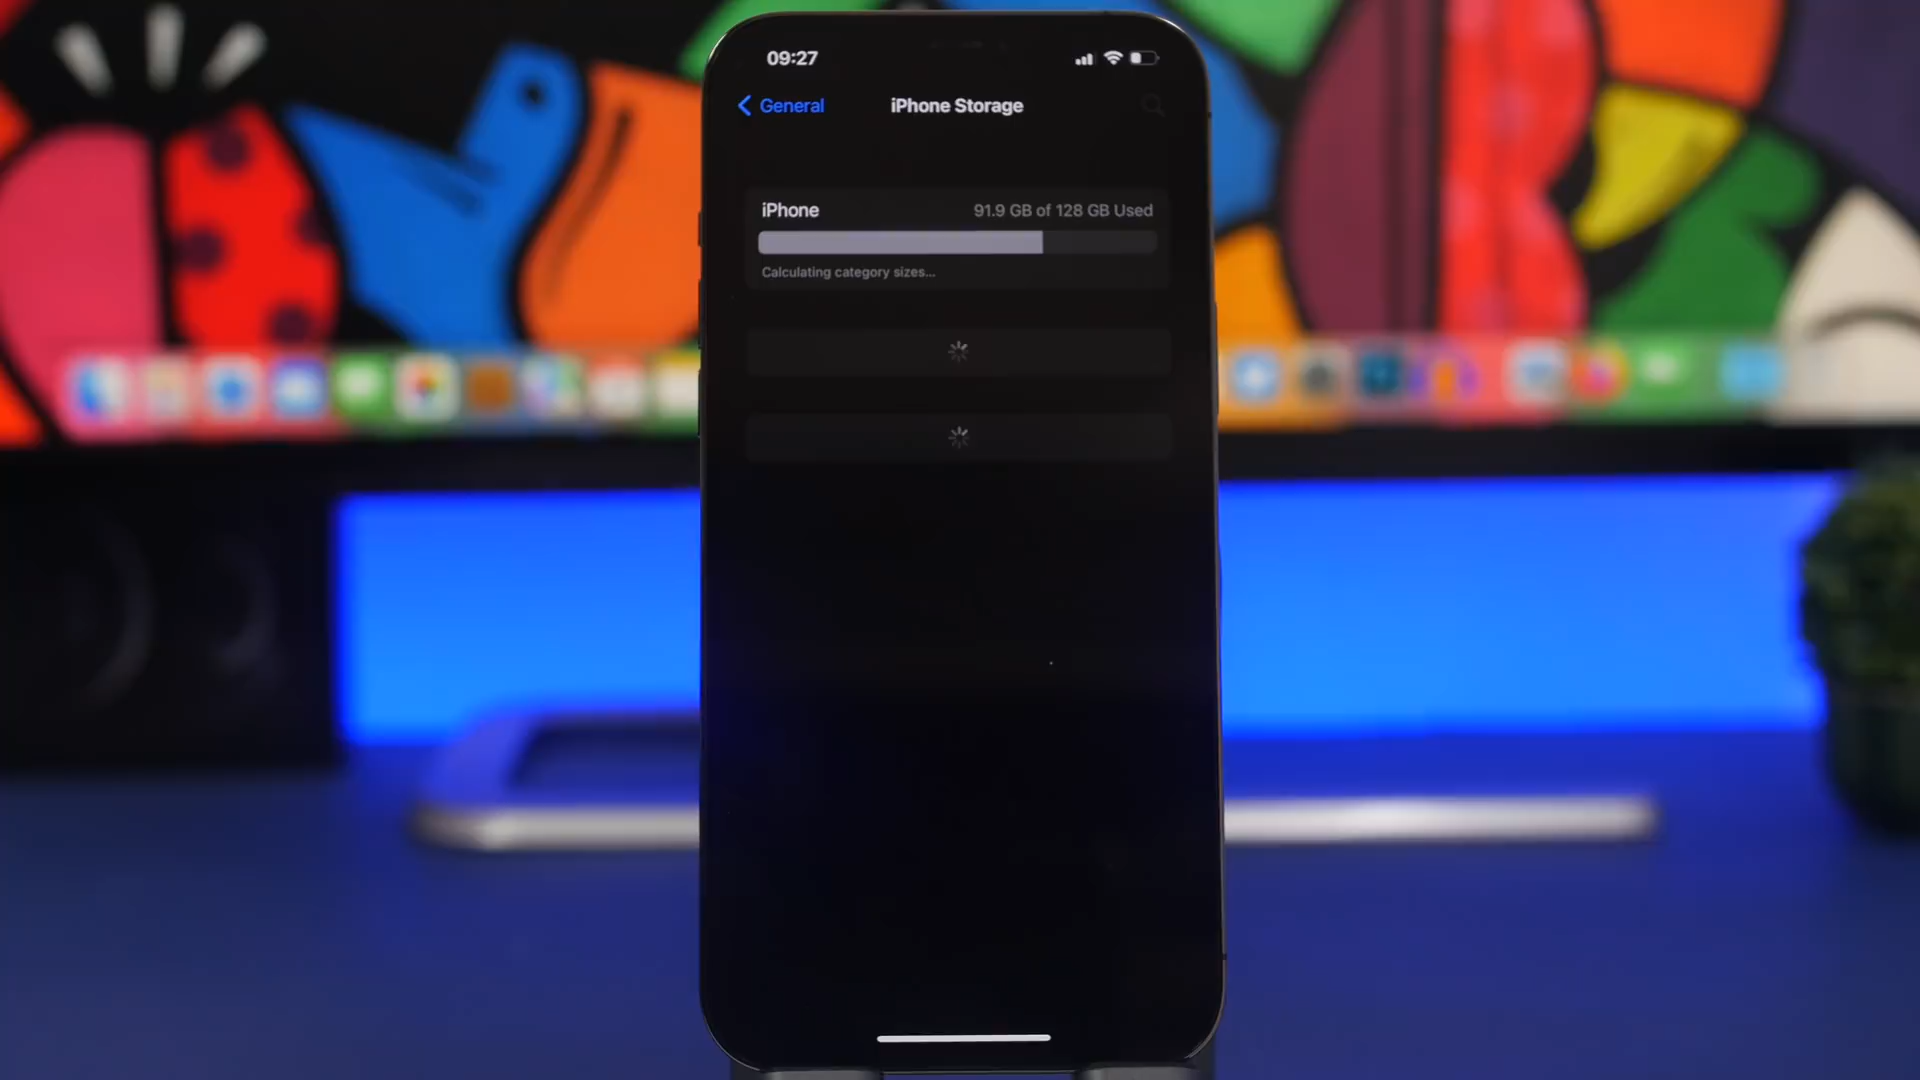 09:27
General
iPhone Storage
iPhone
91.9 GB of 128 GB Used
Calculating category sizes...